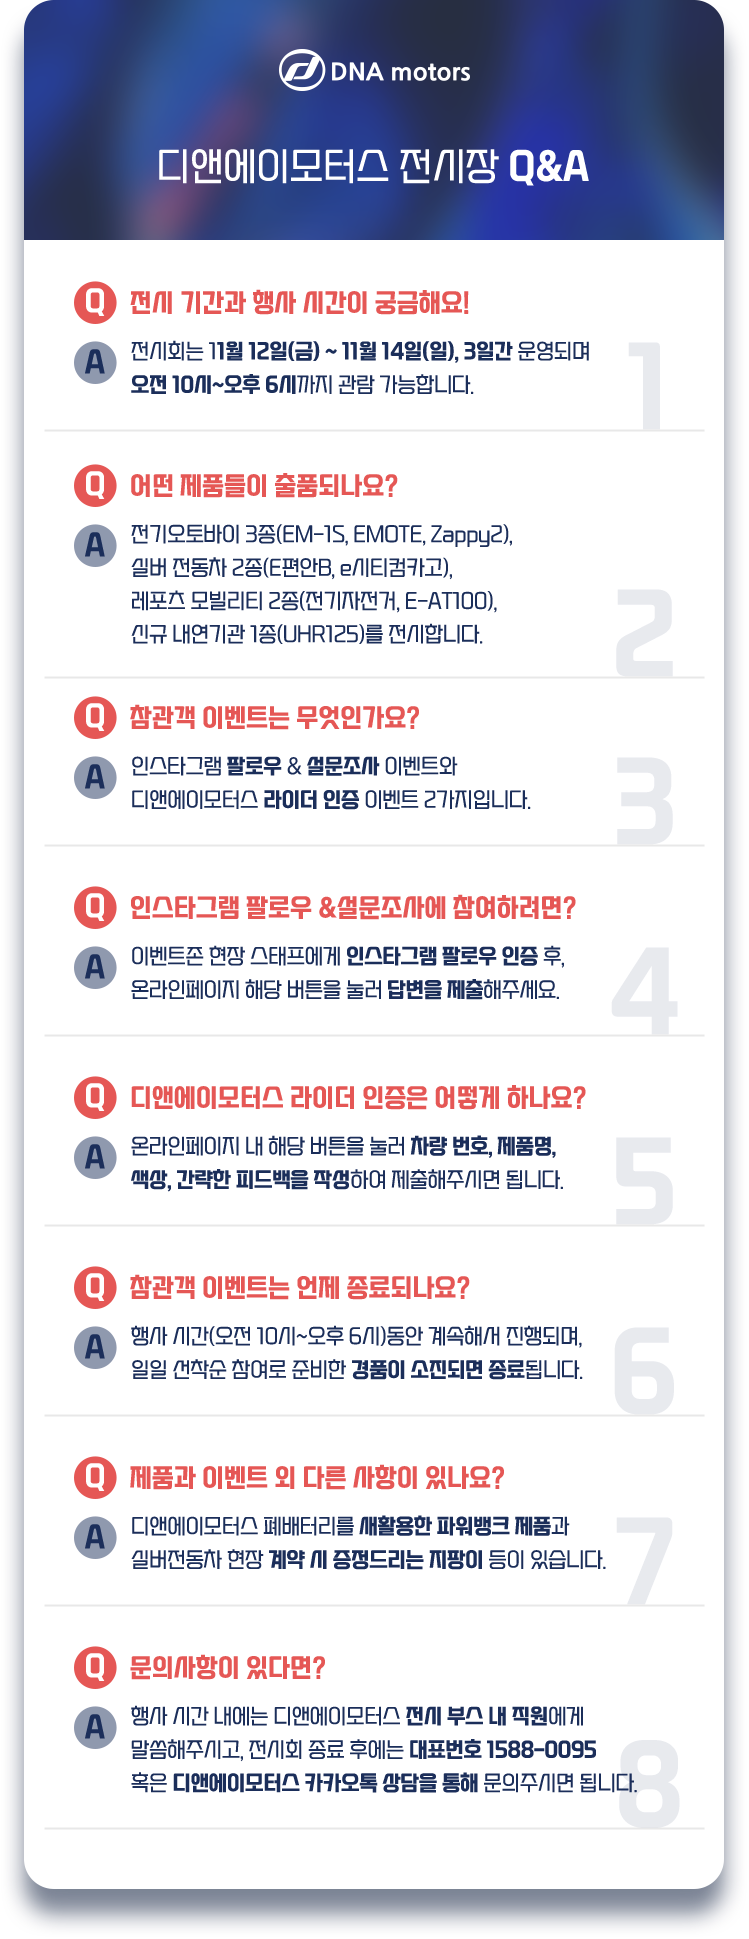 DNA motors
디앤에이모터스 전시장 Q&A
Q 전시 기간과 행사 시간이 궁금해요!
A 전시회는 11월 12일(금) ~ 11월 14일(일), 3일간 운영되며
오전 10시~오후 6시까지 관람 가능합니다.
1
Q 어떤 제품들이 출품되나요?
A 전기오토바이 3종(EM-1S, EMOTE, Zappy2),
실버 전동차 2종(E편안B, e시티컴카고),
레포츠 모빌리티 2종(전기자전거, E-AT100),
신규 내연기관 1종(UHR125)를 전시합니다.
2
Q 참관객 이벤트는 무엇인가요?
A 인스타그램 팔로우 & 설문조사 이벤트와
디앤에이모터스 라이더 인증 이벤트 2가지입니다.
3
Q 인스타그램 팔로우 &설문조사에 참여하려면?
A 이벤트존 현장 스태프에게 인스타그램 팔로우 인증 후,
온라인페이지 해당 버튼을 눌러 답변을 제출해주세요.
4
Q 디앤에이모터스 라이더 인증은 어떻게 하나요?
A 온라인페이지 내 해당 버튼을 눌러 차량 번호, 제품명,
색상, 간략한 피드백을 작성하여 제출해주시면 됩니다.
5
Q 참관객 이벤트는 언제 종료되나요?
A 행사 시간(오전 10시~오후 6시)동안 계속해서 진행되며,
일일 선착순 참여로 준비한 경품이 소진되면 종료됩니다.
6
Q 제품과 이벤트 외 다른 사항이 있나요?
A 디앤에이모터스 폐배터리를 새활용한 파워뱅크 제품과
실버전동차 현장 계약 시 증정드리는 지팡이 등이 있습니다.
7
Q 문의사항이 있다면?
A 행사 시간 내에는 디앤에이모터스 전시 부스 내 직원에게
말씀해주시고, 전시회 종료 후에는 대표번호 1588-0095
혹은 디앤에이모터스 카카오톡 상담을 통해 문의주시면 됩니다.
8